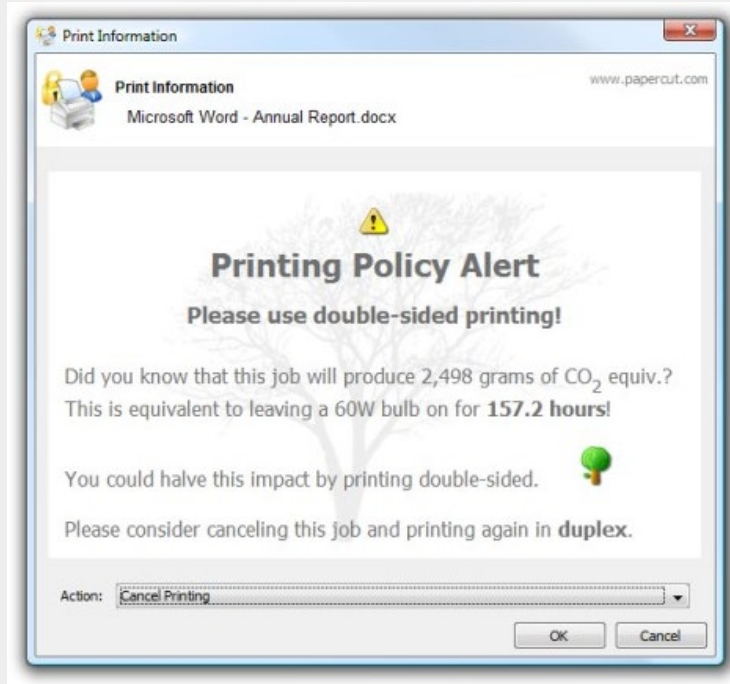 Print Information
Print Information
www.papercut.com
Microsoft Word - Annual Report.docx
Printing Policy Alert
Please use double-sided printing!
Did you know that this job will produce 2,498 grams of CO₂ equiv.?
This is equivalent to leaving a 60W bulb on for 157.2 hours!
You could halve this impact by printing double-sided.
Please consider canceling this job and printing again in duplex.
Action: Cancel Printing
OK Cancel